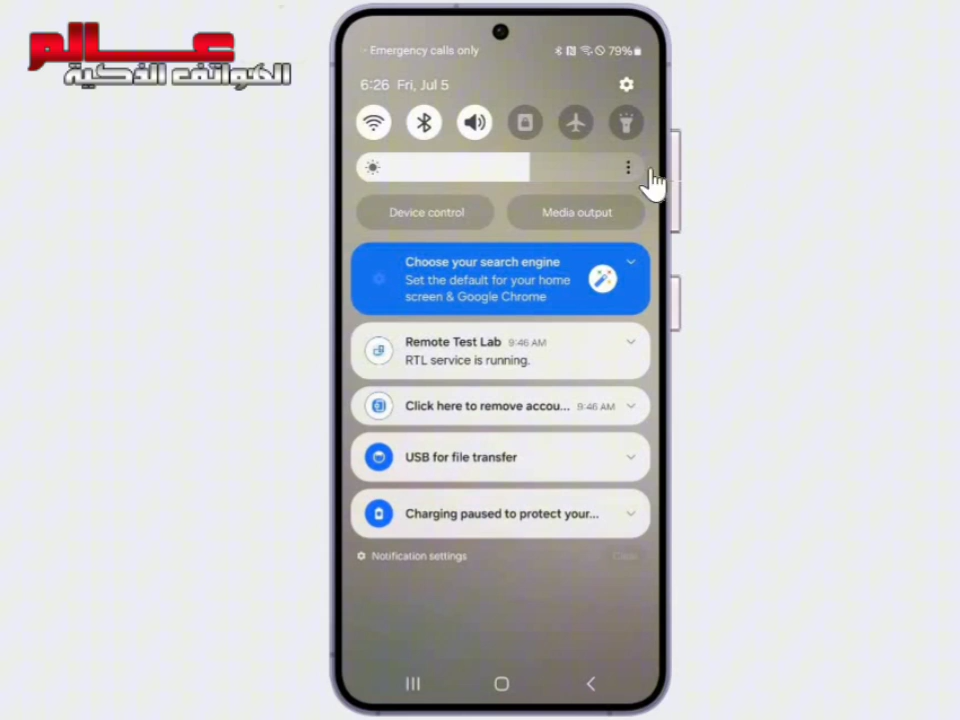 عالم
الهواتف الذكية
Emergency calls only
79%
6:26 Fri, Jul 5
Device control
Media output
Choose your search engine
Set the default for your home
screen & Google Chrome
Remote Test Lab 9:46 AM
RTL service is running.
Click here to remove accou... 9:46 AM
USB for file transfer
Charging paused to protect your...
Notification settings
Clear